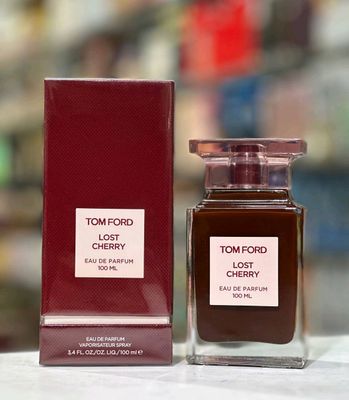 TOM FORD
LOST
CHERRY
EAU DE PARFUM
100 ML
EAU DE PARFUM
VAPORISATEUR SPRAY
3.4 FL.OZ./OZ. LIQ./100 ml ℮
TOM FORD
LOST
CHERRY
EAU DE PARFUM
100 ML